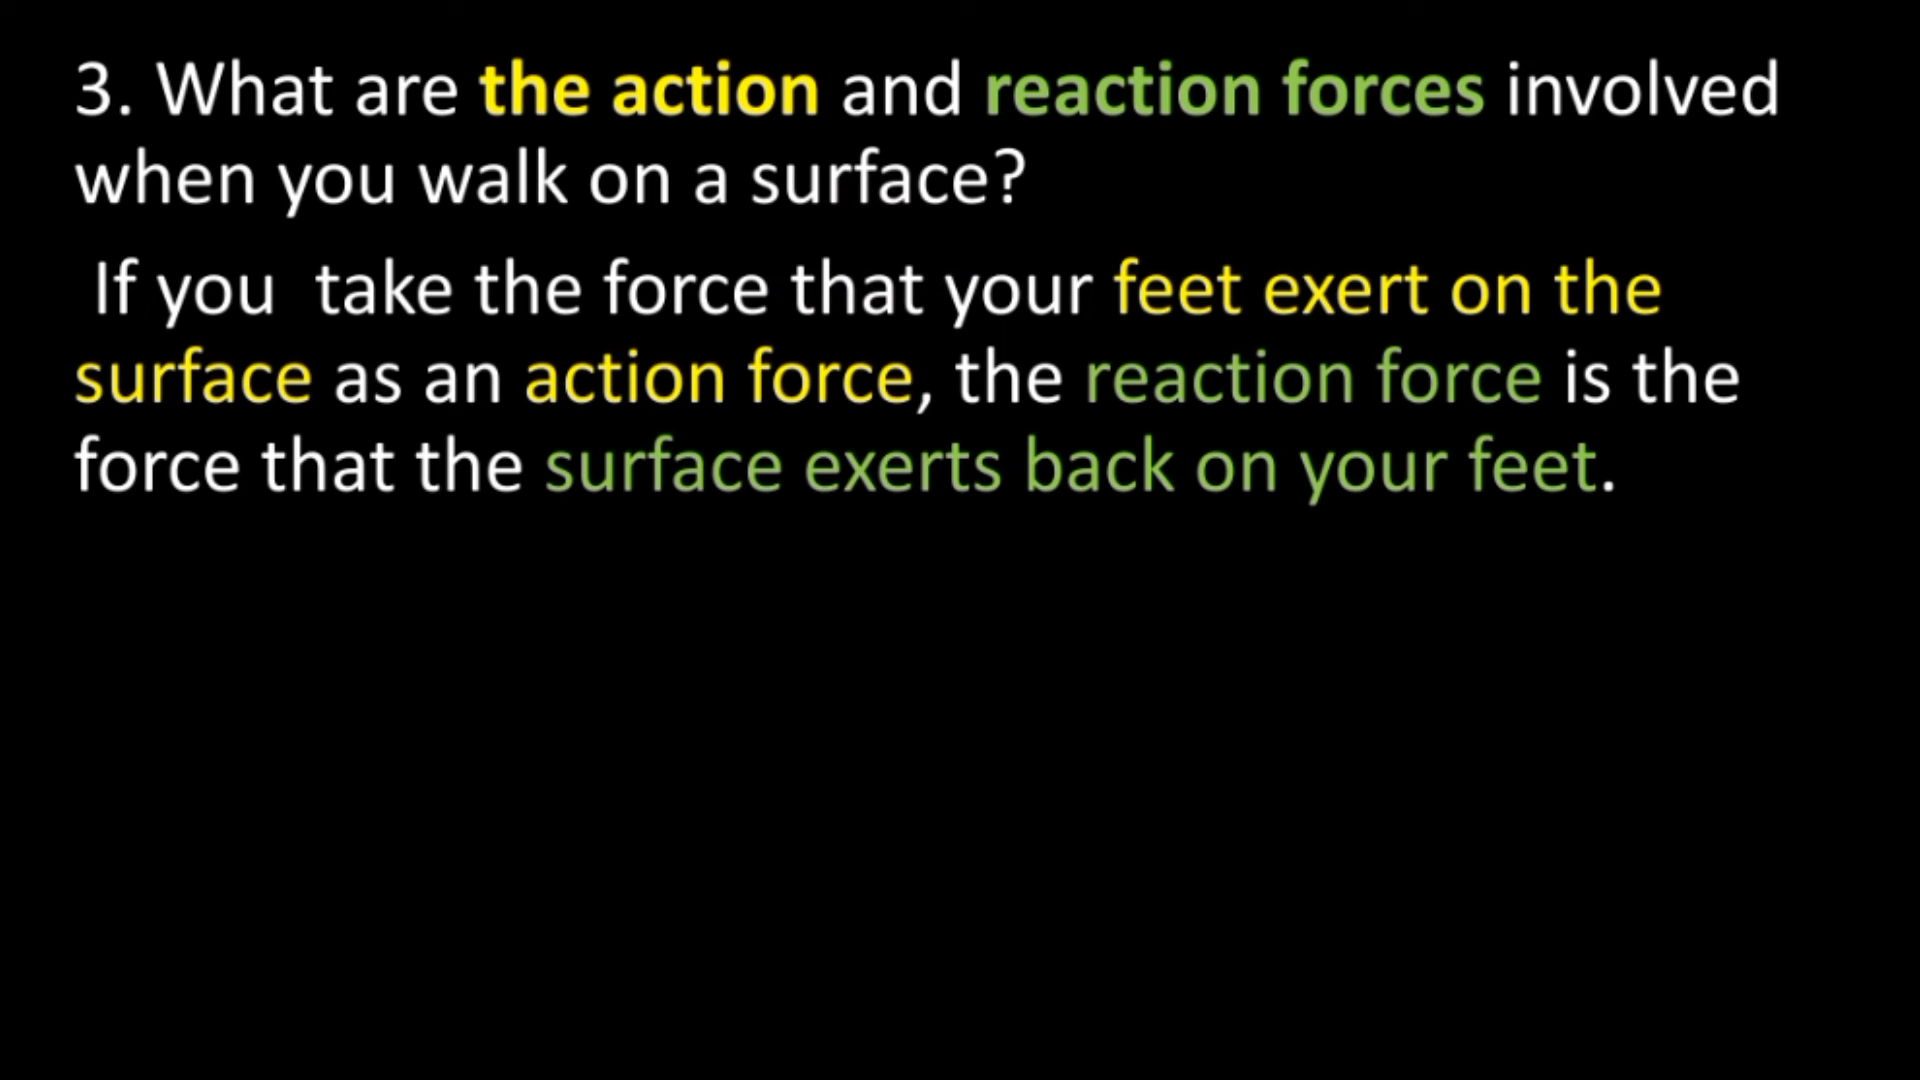 3. What are the action and reaction forces involved
when you walk on a surface?
If you  take the force that your feet exert on the
surface as an action force, the reaction force is the
force that the surface exerts back on your feet.